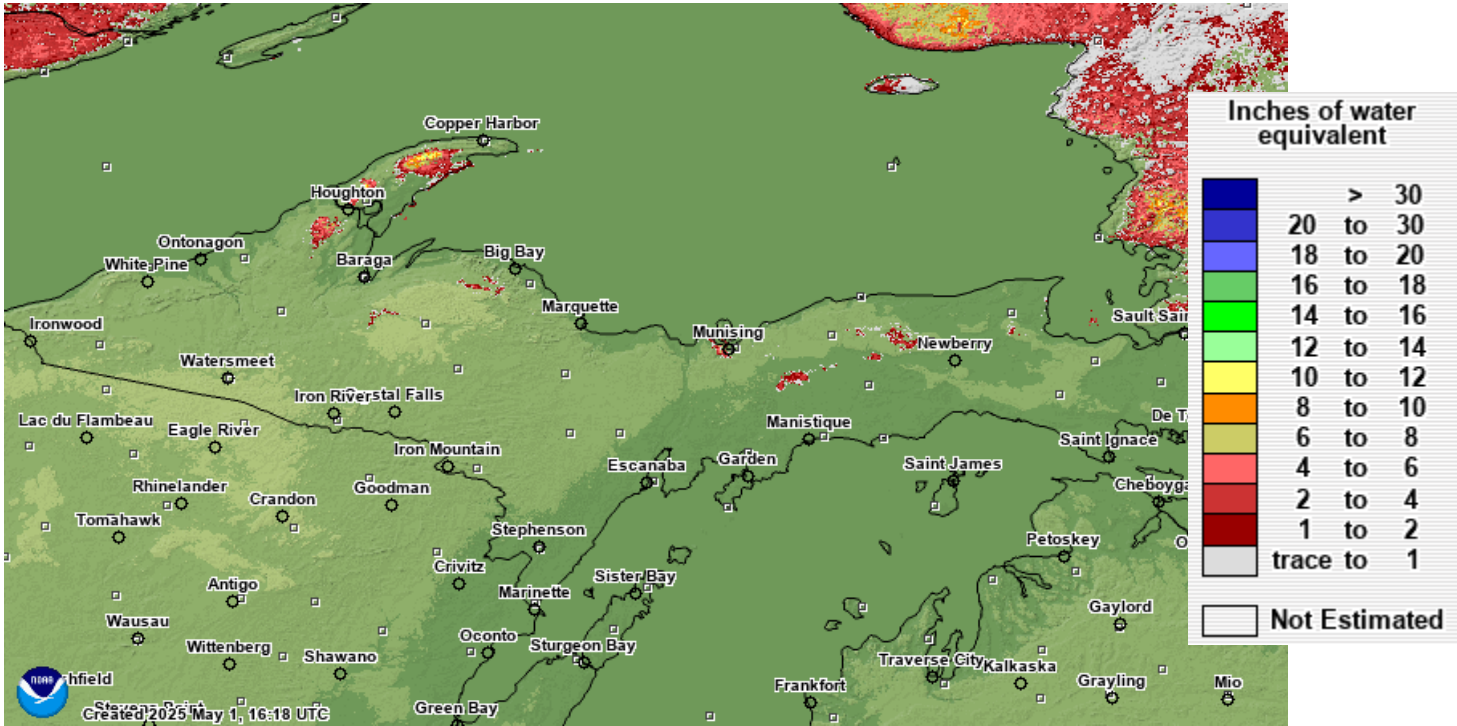 Inches of water
equivalent
> 30
20 to 30
18 to 20
16 to 18
14 to 16
12 to 14
10 to 12
8 to 10
6 to 8
4 to 6
2 to 4
1 to 2
trace to 1
Not Estimated
Copper Harbor
Houghton
Ontonagon
White Pine
Baraga
Big Bay
Marquette
Ironwood
Munising
Sault Sain
Newberry
Watersmeet
Iron River
stal Falls
Lac du Flambeau
Eagle River
Manistique
De T
Iron Mountain
Saint Ignace
Escanaba
Garden
Saint James
Rhinelander
Crandon
Goodman
Cheboyga
Tomahawk
Stephenson
Petoskey
O
Crivitz
Sister Bay
Antigo
Marinette
Gaylord
Wausau
Wittenberg
Shawano
Oconto
Sturgeon Bay
Traverse City
Kalkaska
Grayling
Mio
NOAA
shfield
Frankfort
Stevens Point
Green Bay
Created 2025 May 1, 16:18 UTC